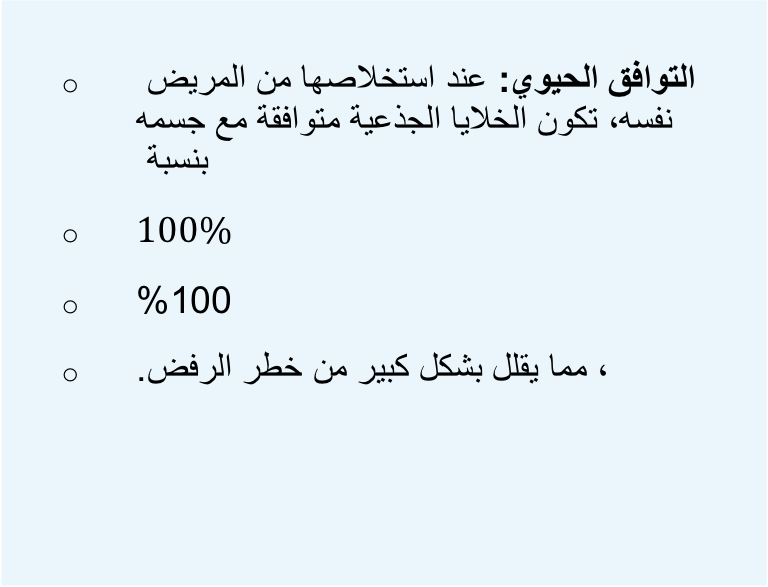 ○ التوافق الحيوي: عند استخلاصها من المريض
نفسه، تكون الخلايا الجذعية متوافقة مع جسمه
بنسبة
○ 100%
○ %100
○ ، مما يقلل بشكل كبير من خطر الرفض.